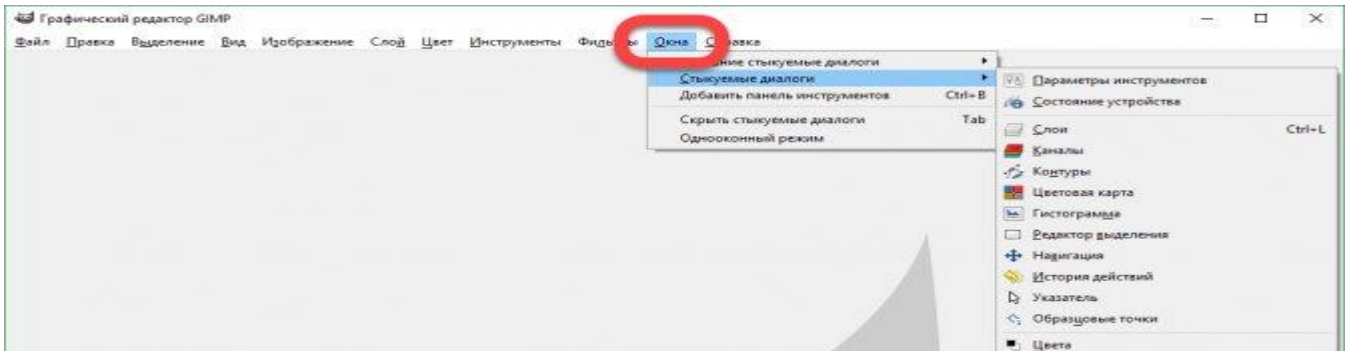 Графический редактор GIMP
Файл Правка Выделение Вид Изображение Слой Цвет Инструменты Окна
стыкуемые диалоги
Стыкуемые диалоги
Добавить панель инструментов Ctrl+B
Скрыть стыкуемые диалоги Tab
Однооконный режим
Параметры инструментов
Состояние устройства
Слои Ctrl+L
Каналы
Контуры
Цветовая карта
Гистограмма
Редактор выделения
Навигация
История действий
Указатель
Образцовые точки
Цвета